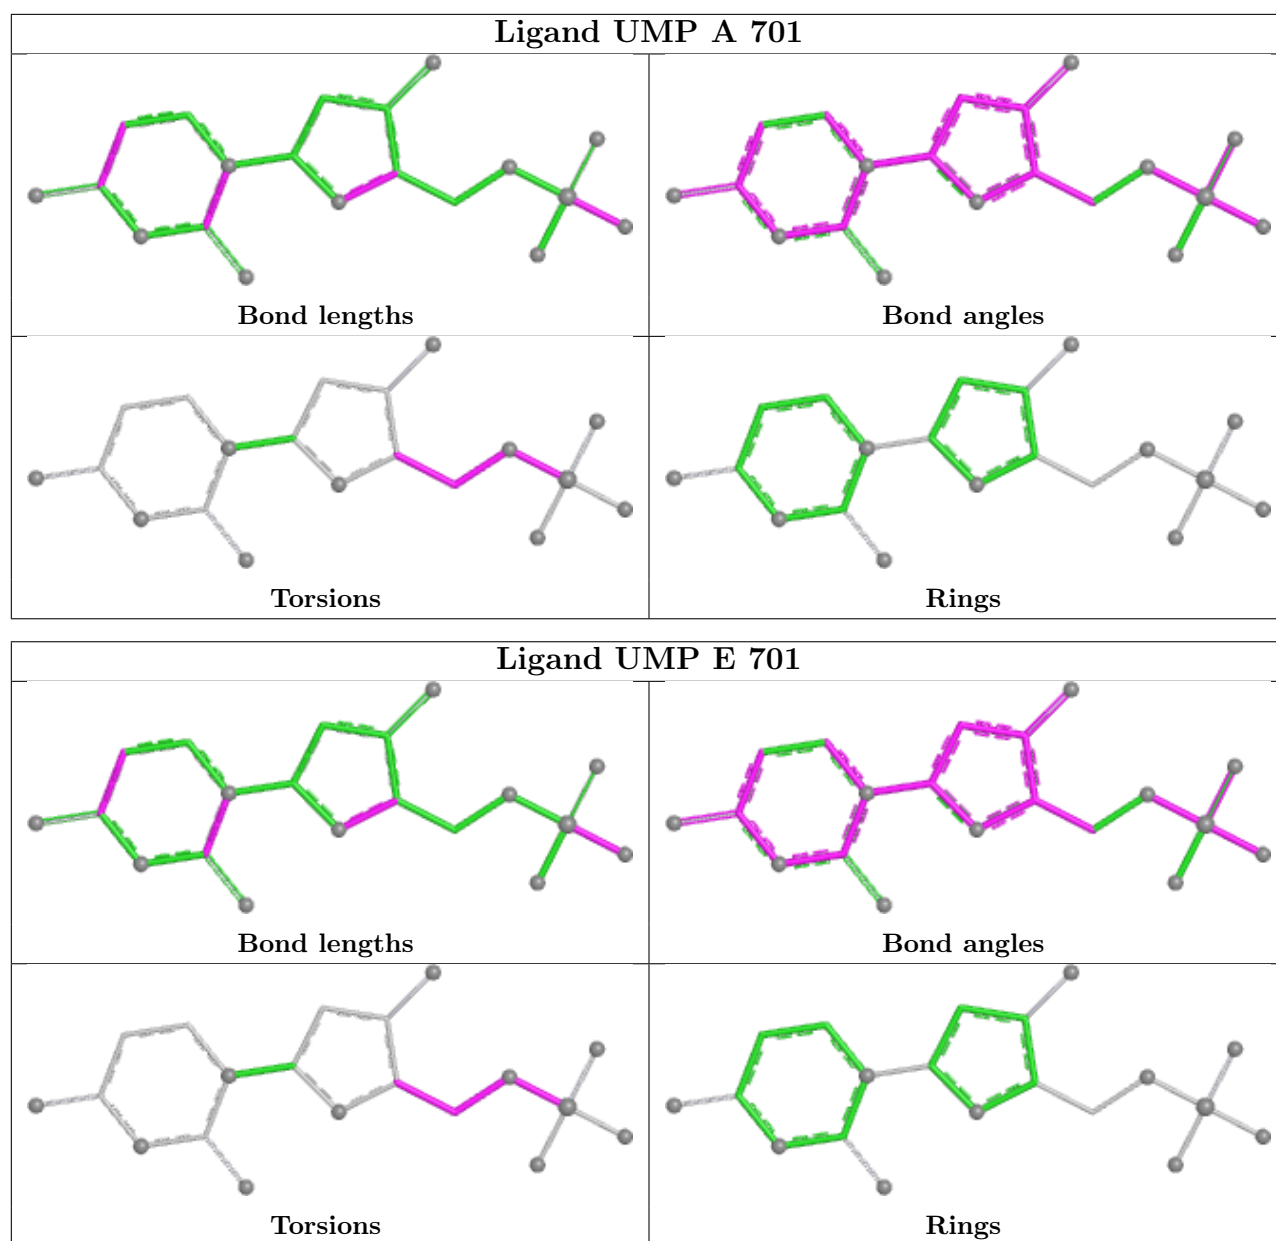 Ligand UMP A 701
Bond lengths
Bond angles
Torsions
Rings
Ligand UMP E 701
Bond lengths
Bond angles
Torsions
Rings